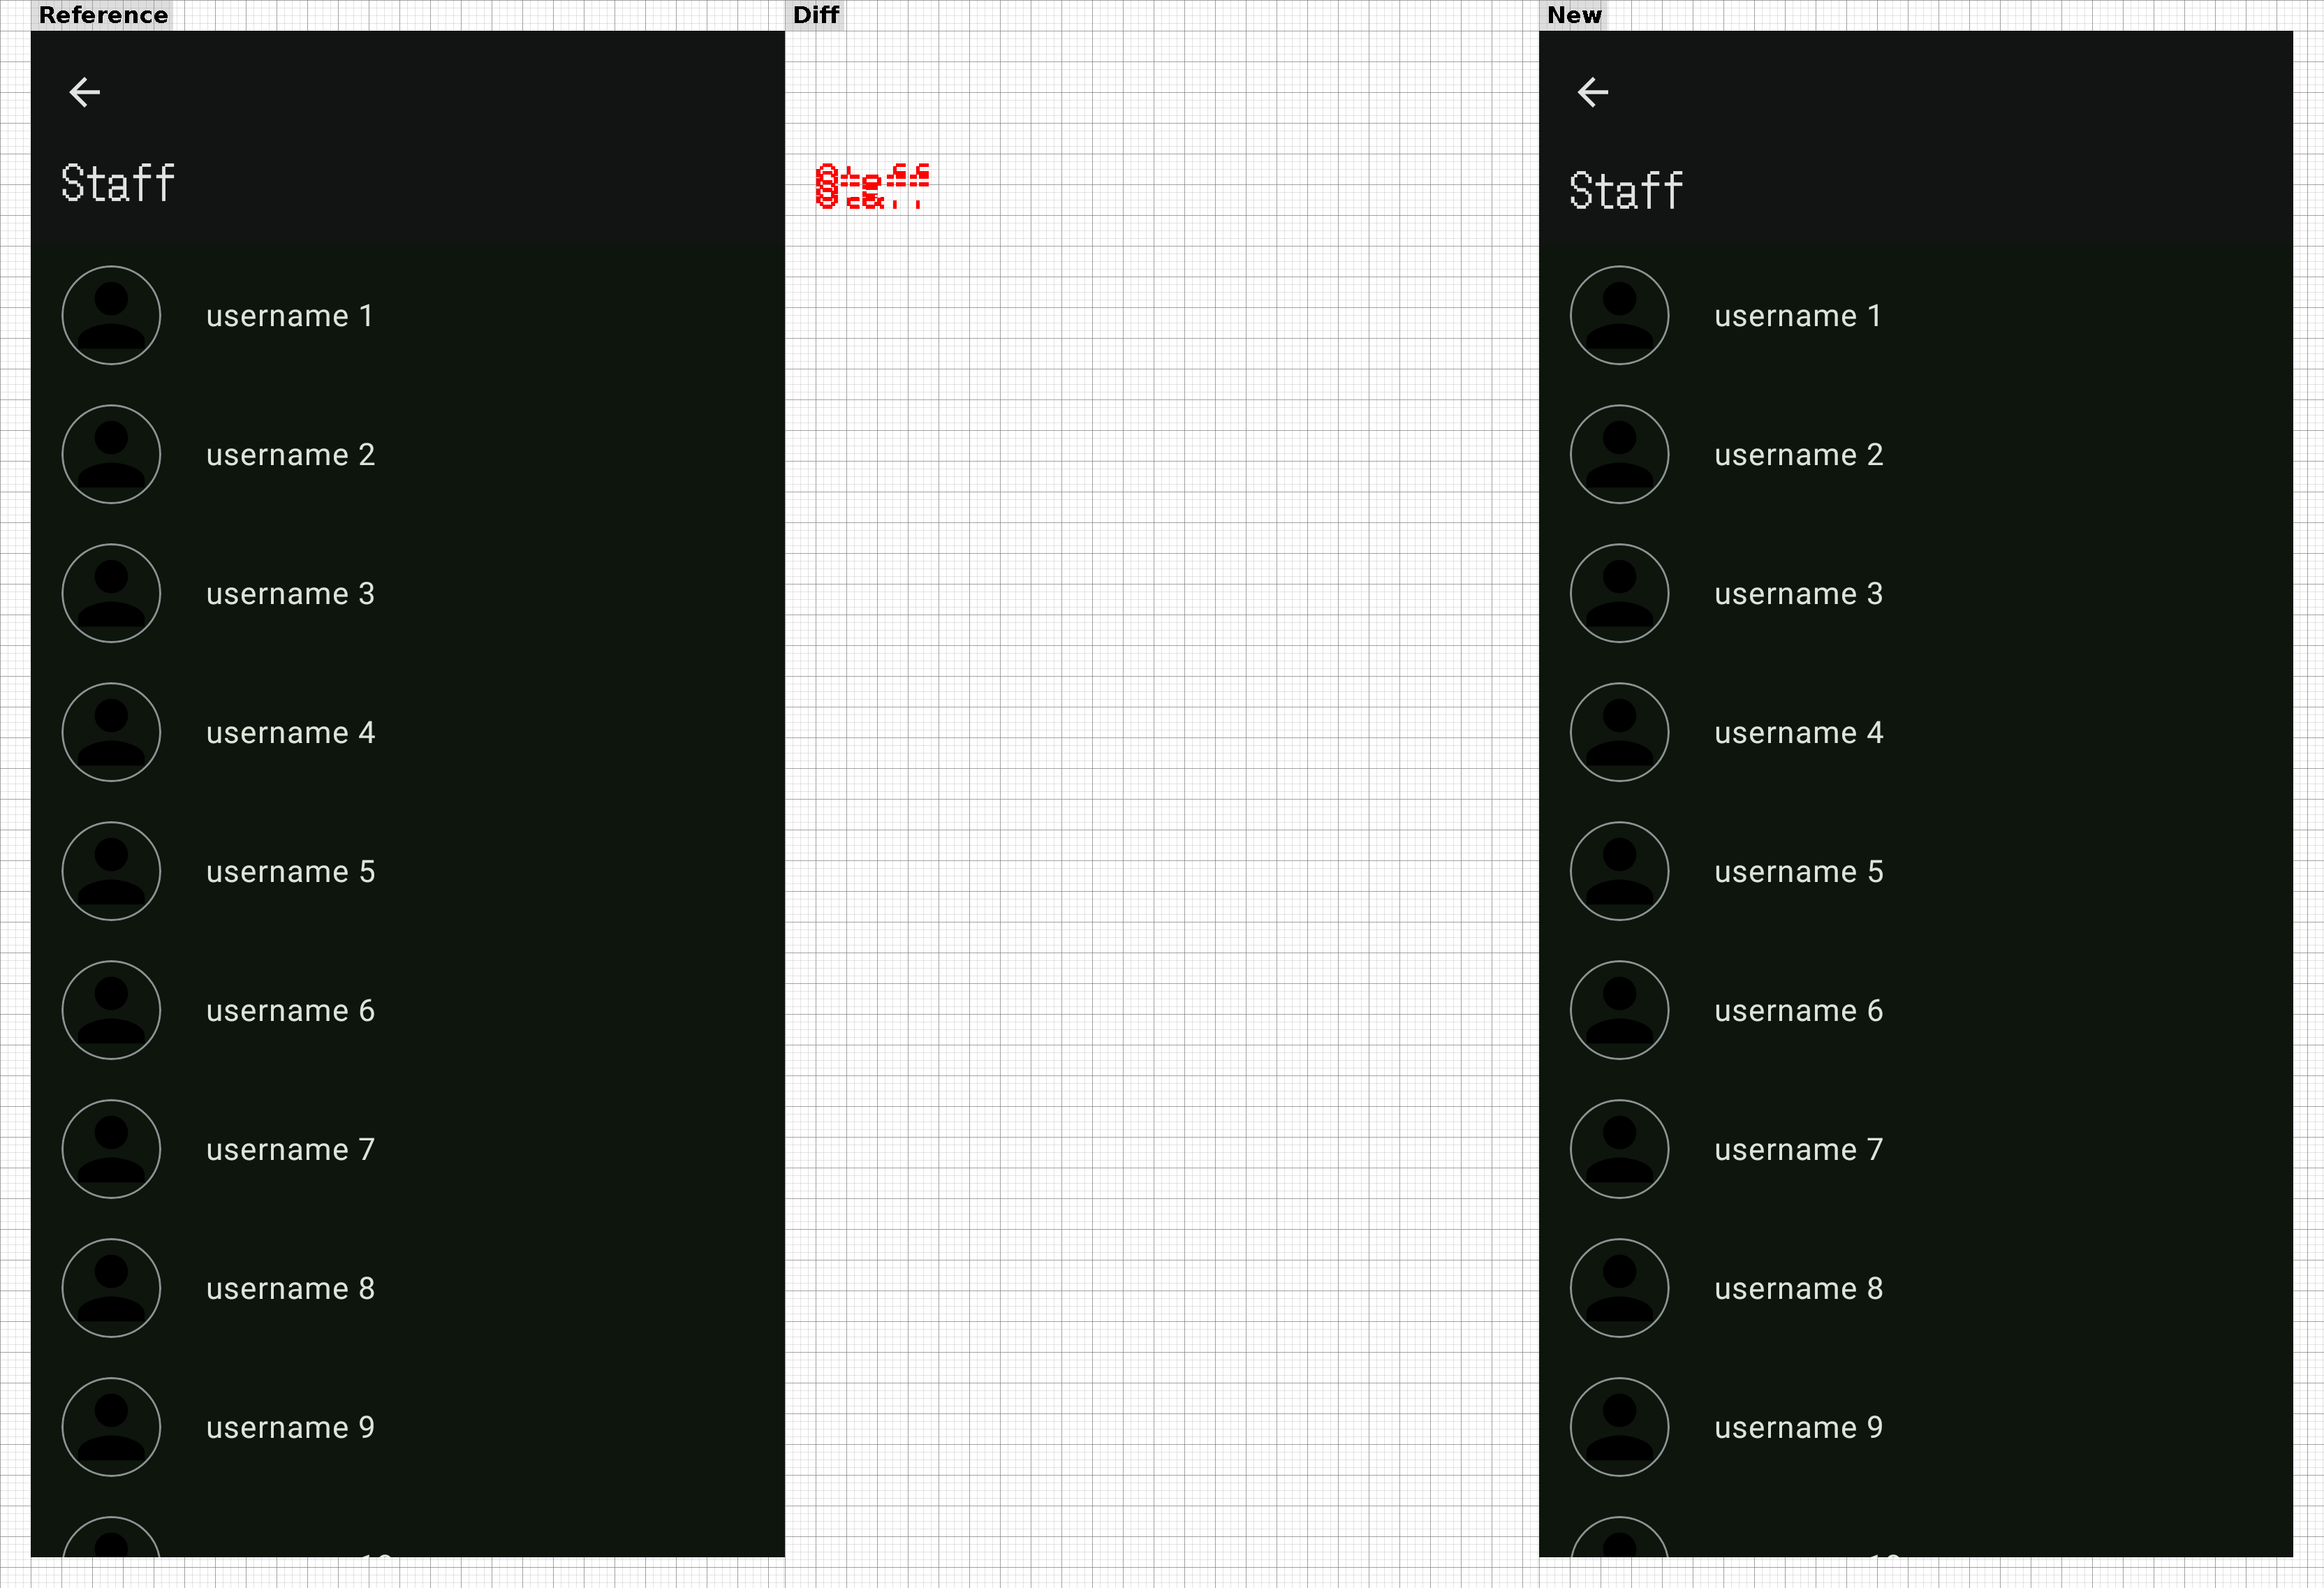 Reference Diff New
Staff Staff
username 1 username 1
username 2 username 2
username 3 username 3
username 4 username 4
username 5 username 5
username 6 username 6
username 7 username 7
username 8 username 8
username 9 username 9